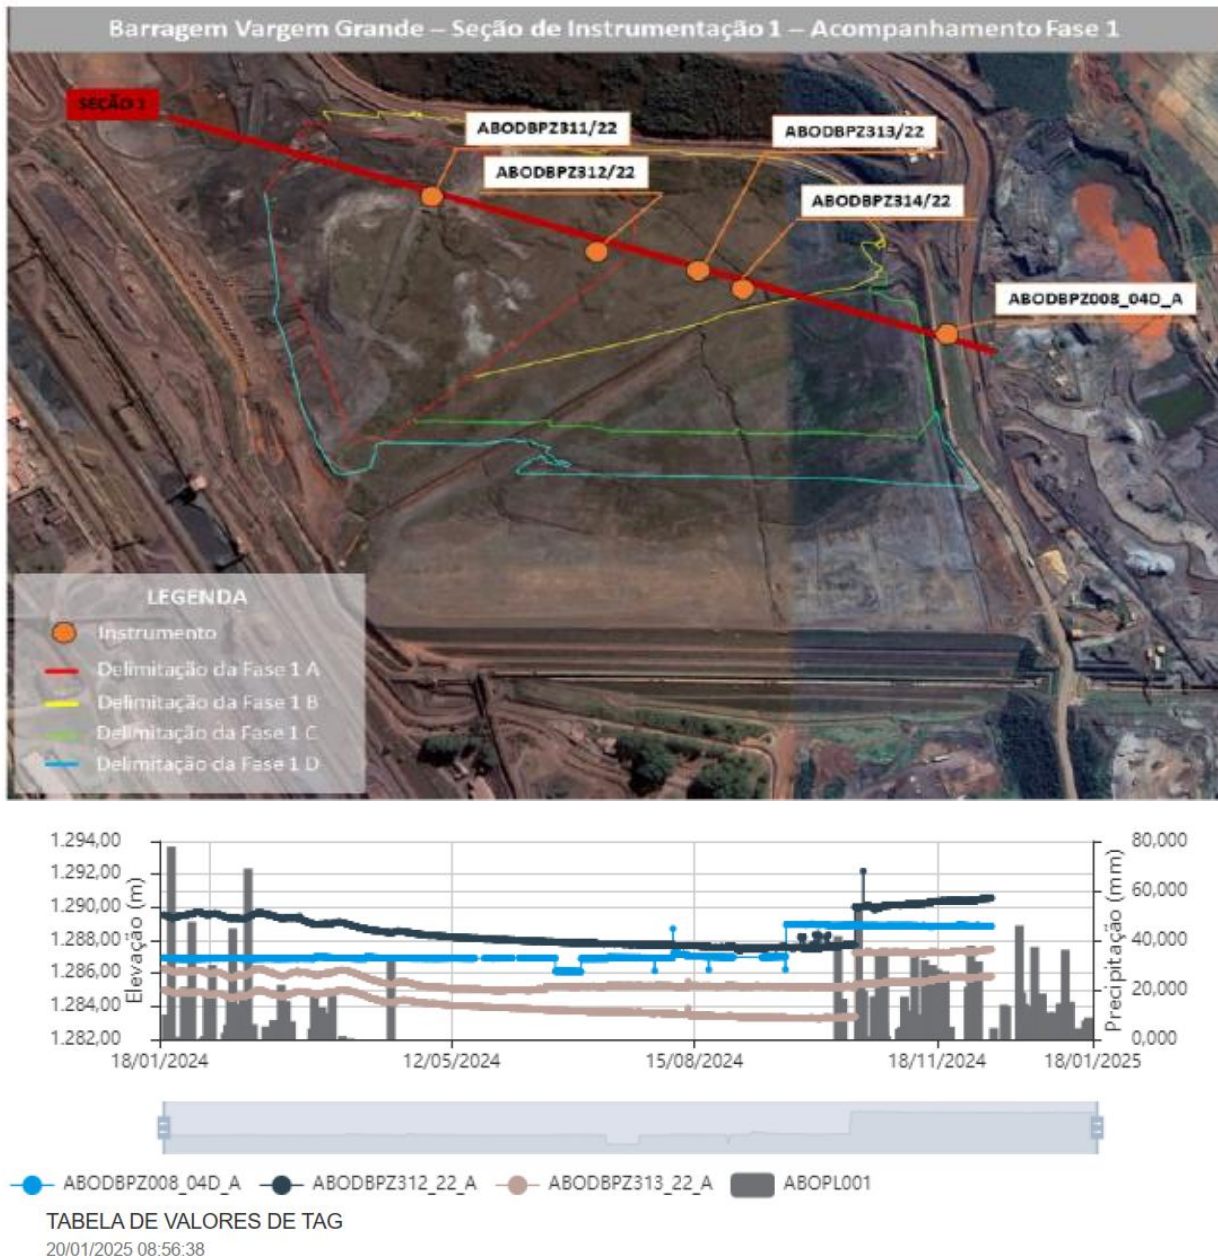 Barragem Vargem Grande – Seção de Instrumentação 1 – Acompanhamento Fase 1
SEÇÃO 1
ABODBPZ311/22
ABODBPZ313/22
ABODBPZ312/22
ABODBPZ314/22
ABODBPZ008_04D_A
LEGENDA
Instrumento
Delimitação da Fase 1 A
Delimitação da Fase 1 B
Delimitação da Fase 1 C
Delimitação da Fase 1 D
1.294,00
1.292,00
1.290,00
1.288,00
1.286,00
1.284,00
1.282,00
Elevação (m)
80,000
60,000
40,000
20,000
0,000
Precipitação (mm)
18/01/2024
12/05/2024
15/08/2024
18/11/2024
18/01/2025
ABODBPZ008_04D_A
ABODBPZ312_22_A
ABODBPZ313_22_A
ABOPL001
TABELA DE VALORES DE TAG
20/01/2025 08:56:38